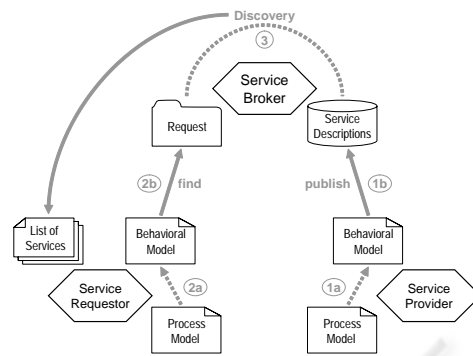 Discovery
3
Service
Broker
Request
Service
Descriptions
2b
find
publish
1b
List of
Services
Behavioral
Model
Behavioral
Model
Service
Requestor
2a
1a
Service
Provider
Process
Model
Process
Model